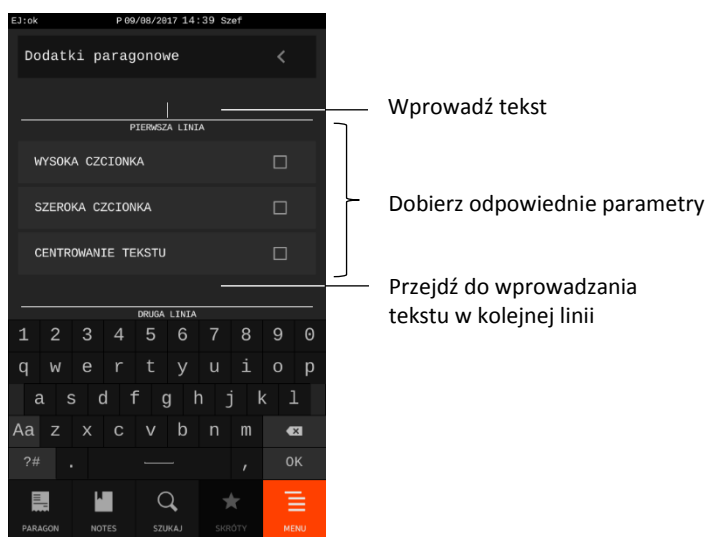 EJ:ok P 09/08/2017 14:39 Szef
Dodatki paragonowe <
Wprowadź tekst
PIERWSZA LINIA
WYSOKA CZCIONKA
SZEROKA CZCIONKA
Dobierz odpowiednie parametry
CENTROWANIE TEKSTU
Przejdź do wprowadzania
tekstu w kolejnej linii
DRUGA LINIA
1 2 3 4 5 6 7 8 9 0
q w e r t y u i o p
a s d f g h j k l
Aa z x c v b n m
?# . , OK
PARAGON NOTES SZUKAJ SKRÓTY MENU